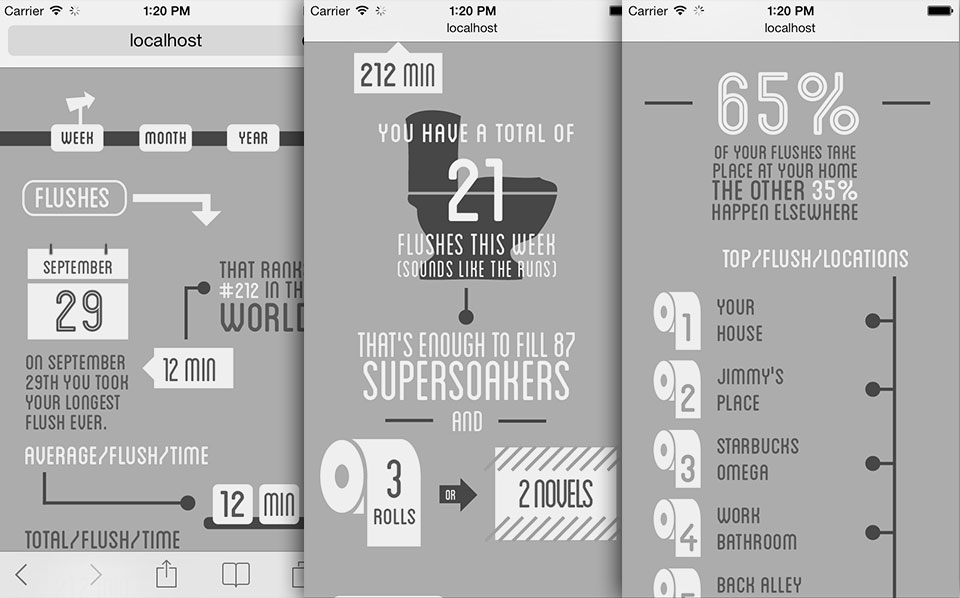 Carrier 1:20 PM
localhost
WEEK MONTH YEAR
FLUSHES
SEPTEMBER
29
THAT RANK
#212 IN TH
WORLD
12 MIN
ON SEPTEMBER
29TH YOU TOOK
YOUR LONGEST
FLUSH EVER.
AVERAGE/FLUSH/TIME
12 MIN
TOTAL/FLUSH/TIME
Carrier 1:20 PM
localhost
212 MIN
YOU HAVE A TOTAL OF
21
FLUSHES THIS WEEK
(SOUNDS LIKE THE RUNS)
THAT'S ENOUGH TO FILL 87
SUPERSOAKERS
AND
3
ROLLS
OR
2 NOVELS
Carrier 1:20 PM
localhost
65%
OF YOUR FLUSHES TAKE
PLACE AT YOUR HOME
THE OTHER 35%
HAPPEN ELSEWHERE
TOP/FLUSH/LOCATIONS
1 YOUR
HOUSE
2 JIMMY'S
PLACE
3 STARBUCKS
OMEGA
4 WORK
BATHROOM
5 BACK ALLEY